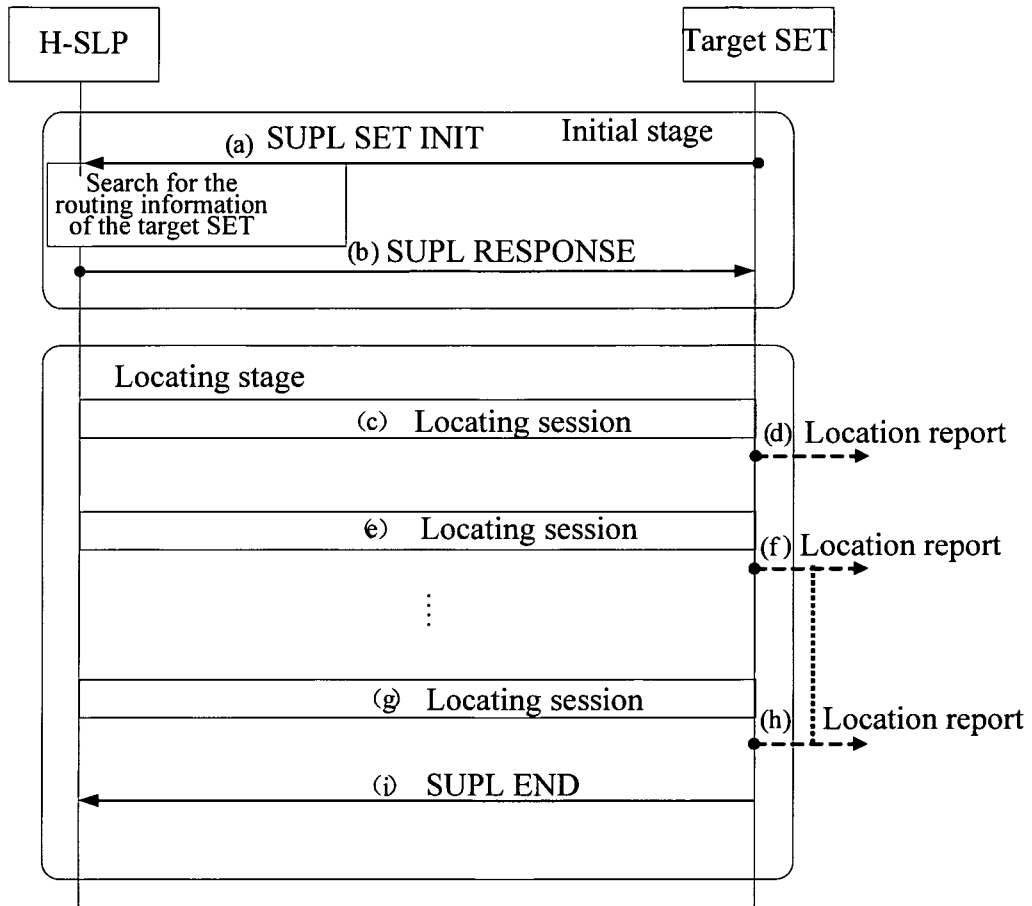 H-SLP
Target SET
Initial stage
(a) SUPL SET INIT
Search for the
routing information
of the target SET
(b) SUPL RESPONSE
Locating stage
(c) Locating session
(d) Location report
(e) Locating session
(f) Location report
(g) Locating session
(h) Location report
(i) SUPL END